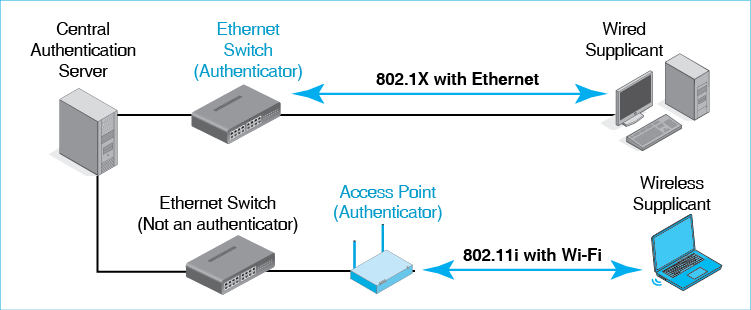 Central
Authentication
Server
Ethernet
Switch
(Authenticator)
802.1X with Ethernet
Wired
Supplicant
Ethernet Switch
(Not an authenticator)
Access Point
(Authenticator)
802.11i with Wi-Fi
Wireless
Supplicant